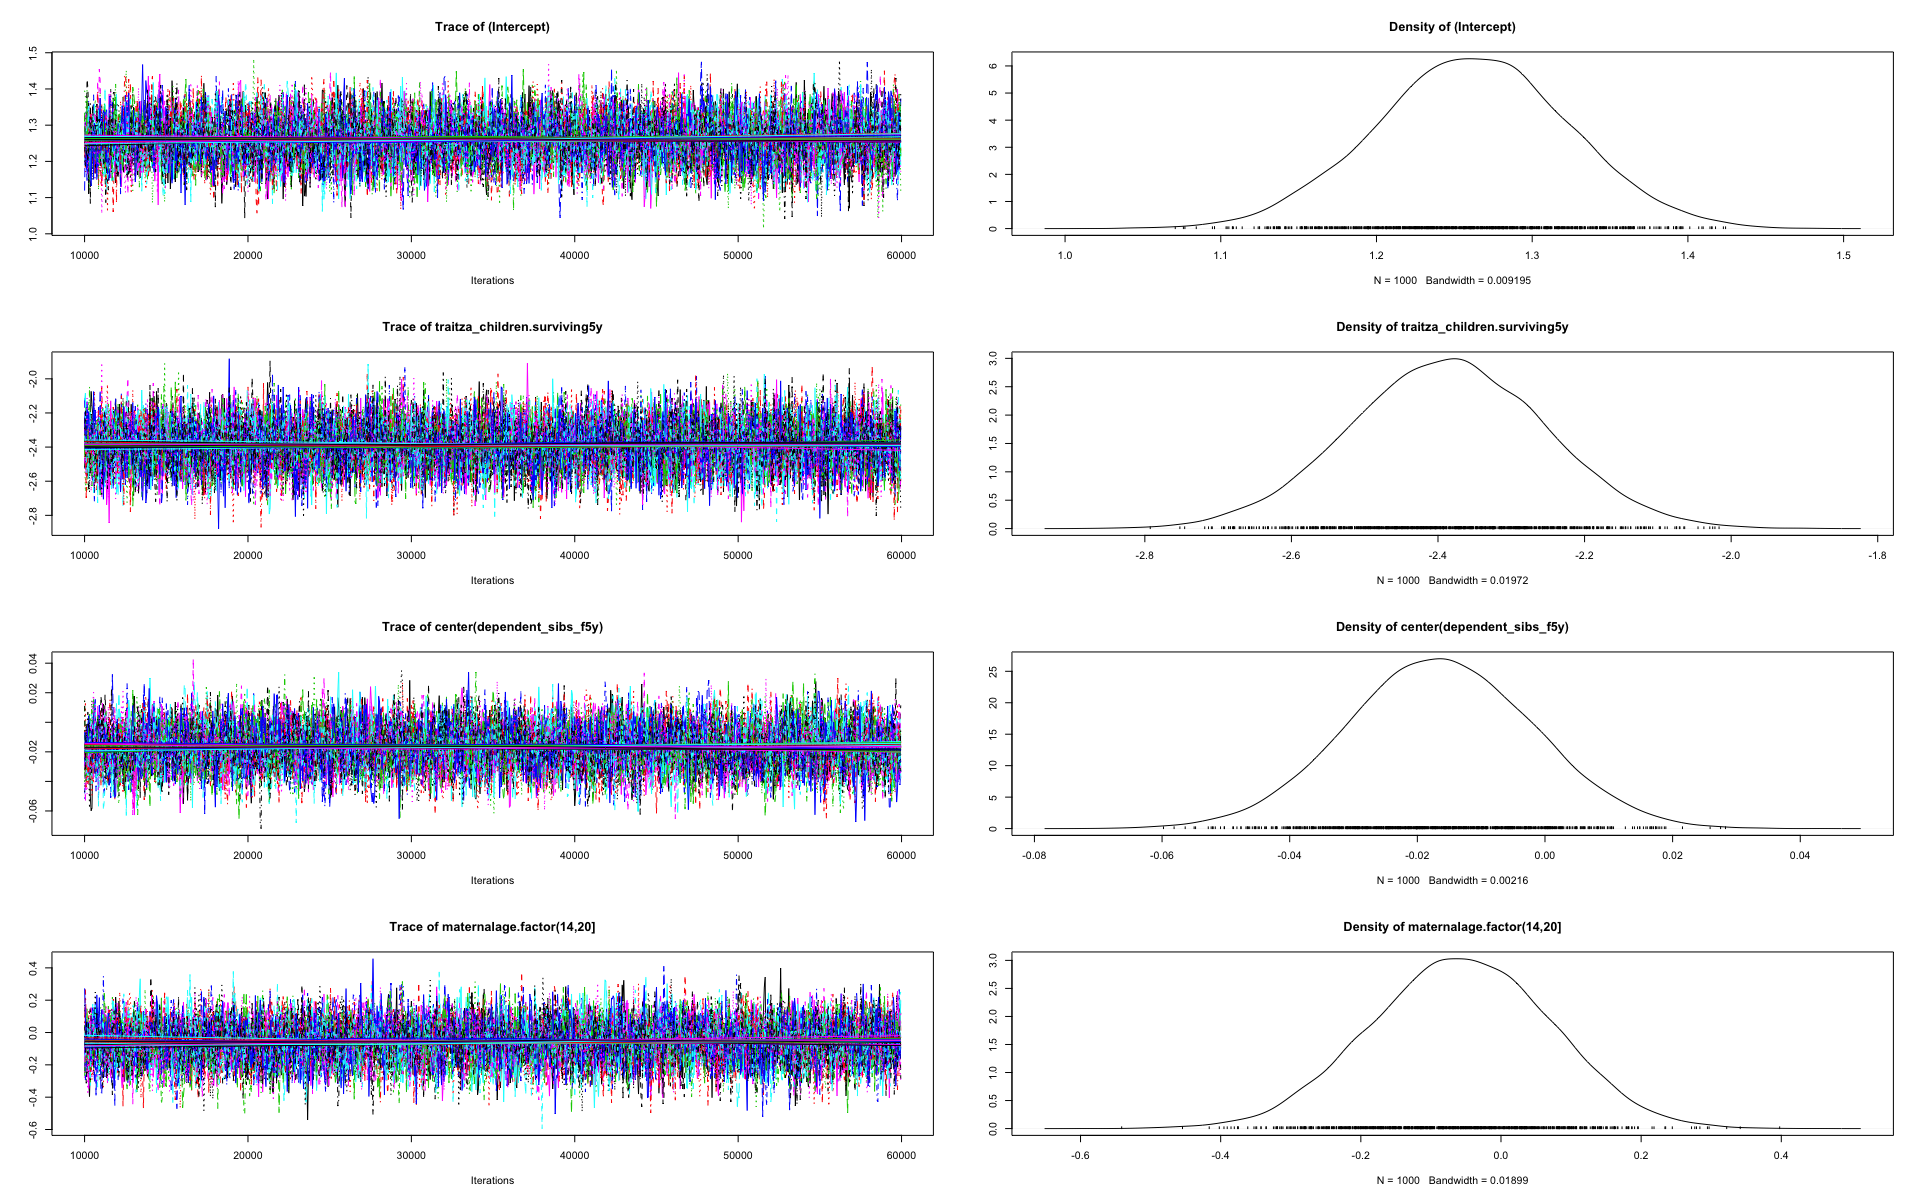 Trace of (Intercept)
1.0 1.1 1.2 1.3 1.4 1.5
10000 20000 30000 40000 50000 60000
Iterations
Density of (Intercept)
0 1 2 3 4 5 6
1.0 1.1 1.2 1.3 1.4 1.5
N = 1000 Bandwidth = 0.009195
Trace of traitza_children.surviving5y
-2.8 -2.6 -2.4 -2.2 2.0
10000 20000 30000 40000 50000 60000
Iterations
Density of traitza_children.surviving5y
0.0 0.5 1.0 1.5 2.0 2.5 3.0
-2.8 -2.6 -2.4 -2.2 -2.0 -1.8
N = 1000 Bandwidth = 0.01972
Trace of center(dependent_sibs_f5y)
-0.06 -0.02 0.02 0.04
10000 20000 30000 40000 50000 60000
Iterations
Density of center(dependent_sibs_f5y)
0 5 10 15 20 25
-0.08 -0.06 -0.04 -0.02 0.00 0.02 0.04
N = 1000 Bandwidth = 0.00216
Trace of maternalage.factor(14,20]
-0.6 -0.4 -0.2 0.0 0.2 0.4
10000 20000 30000 40000 50000 60000
Iterations
Density of maternalage.factor(14,20]
0.0 0.5 1.0 1.5 2.0 2.5 3.0
-0.6 -0.4 -0.2 0.0 0.2 0.4
N = 1000 Bandwidth = 0.01899